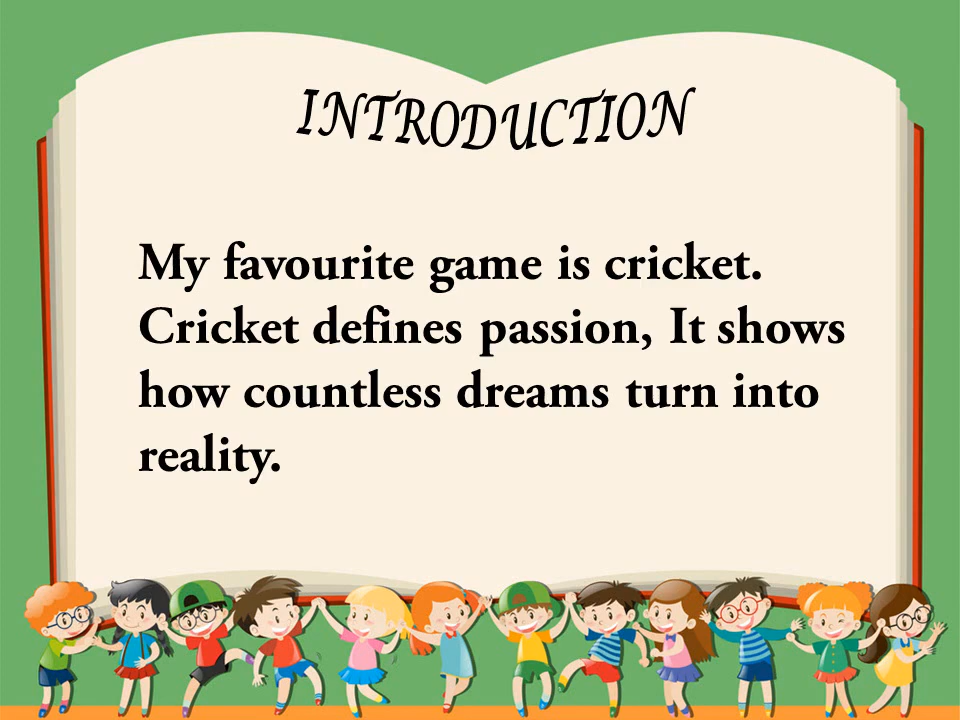 INTRODUCTION
My favourite game is cricket.
Cricket defines passion, It shows
how countless dreams turn into
reality.